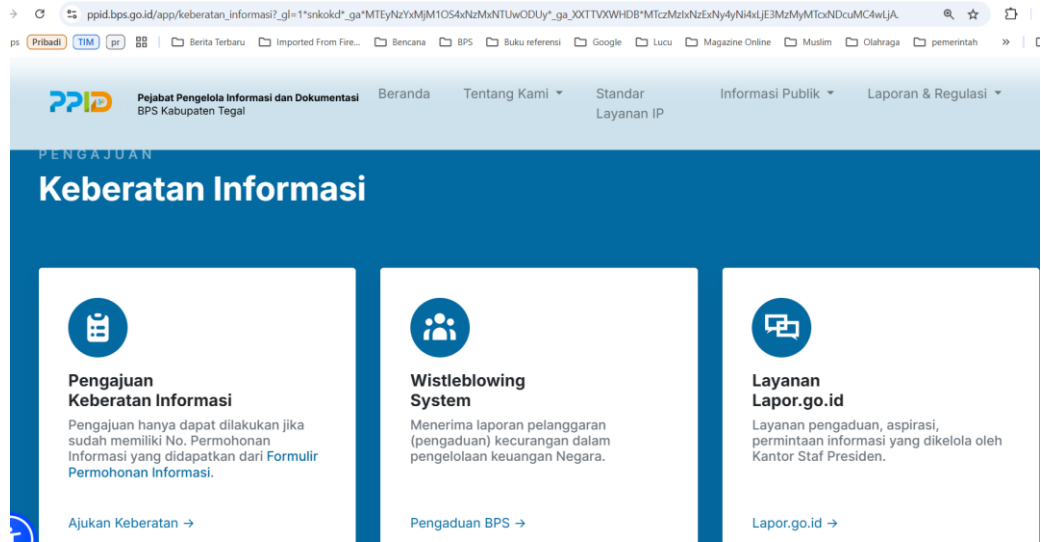 ppid.bps.go.id/app/keberatan_informasi?_gl=1*snkokd*_ga*MTEyNzYxMjM1OS4xNzMxNTUwODUy*_ga_XXTTVXWHDB*MTczMzIxNzExNy4yNi4xLjE3MzMyMTcxNDcuMC4wLjA.
ps Pribadi TIM pr Berita Terbaru Imported From Fire... Bencana BPS Buku referensi Google Lucu Magazine Online Muslim Olahraga pemerintah »
PPID Pejabat Pengelola Informasi dan Dokumentasi
BPS Kabupaten Tegal
Beranda Tentang Kami Standar Layanan IP Informasi Publik Laporan & Regulasi
PENGAJUAN
Keberatan Informasi
Pengajuan
Keberatan Informasi
Pengajuan hanya dapat dilakukan jika
sudah memiliki No. Permohonan
Informasi yang didapatkan dari Formulir
Permohonan Informasi.
Ajukan Keberatan →
Wistleblowing
System
Menerima laporan pelanggaran
(pengaduan) kecurangan dalam
pengelolaan keuangan Negara.
Pengaduan BPS →
Layanan
Lapor.go.id
Layanan pengaduan, aspirasi,
permintaan informasi yang dikelola oleh
Kantor Staf Presiden.
Lapor.go.id →